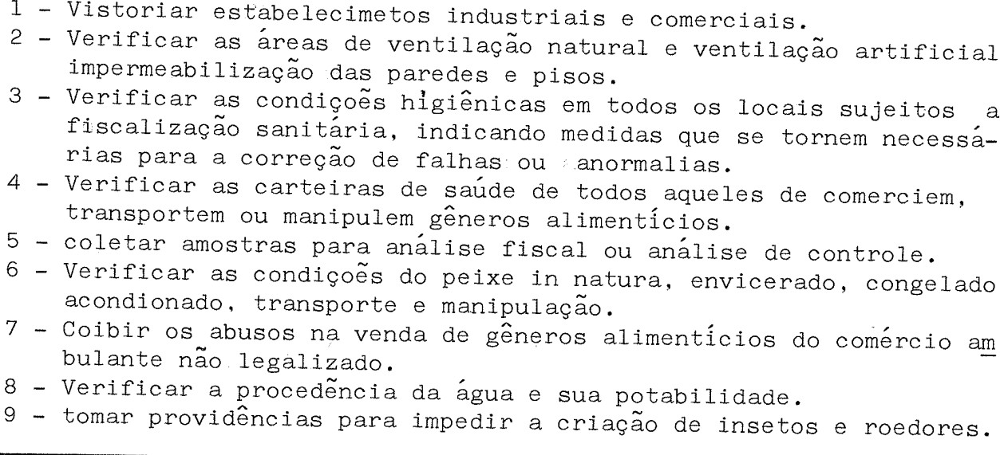 1 - Vistoriar estabelecimetos industriais e comerciais.
2 - Verificar as áreas de ventilação natural e ventilação artificial
impermeabilização das paredes e pisos.
3 - Verificar as condiçoẽs higiênicas em todos os locais sujeitos a
fiscalização sanitária, indicando medidas que se tornem necessá-
rias para a correção de falhas ou anormalias.
4 - Verificar as carteiras de saúde de todos aqueles de comerciem,
transportem ou manipulem gêneros alimentícios.
5 - coletar amostras para análise fiscal ou análise de controle.
6 - Verificar as condiçoẽs do peixe in natura, envicerado, congelado
acondionado, transporte e manipulação.
7 - Coibir os abusos na venda de gêneros alimentícios do comércio am
bulante não legalizado.
8 - Verificar a procedẽncia da água e sua potabilidade.
9 - tomar providências para impedir a criação de insetos e roedores.